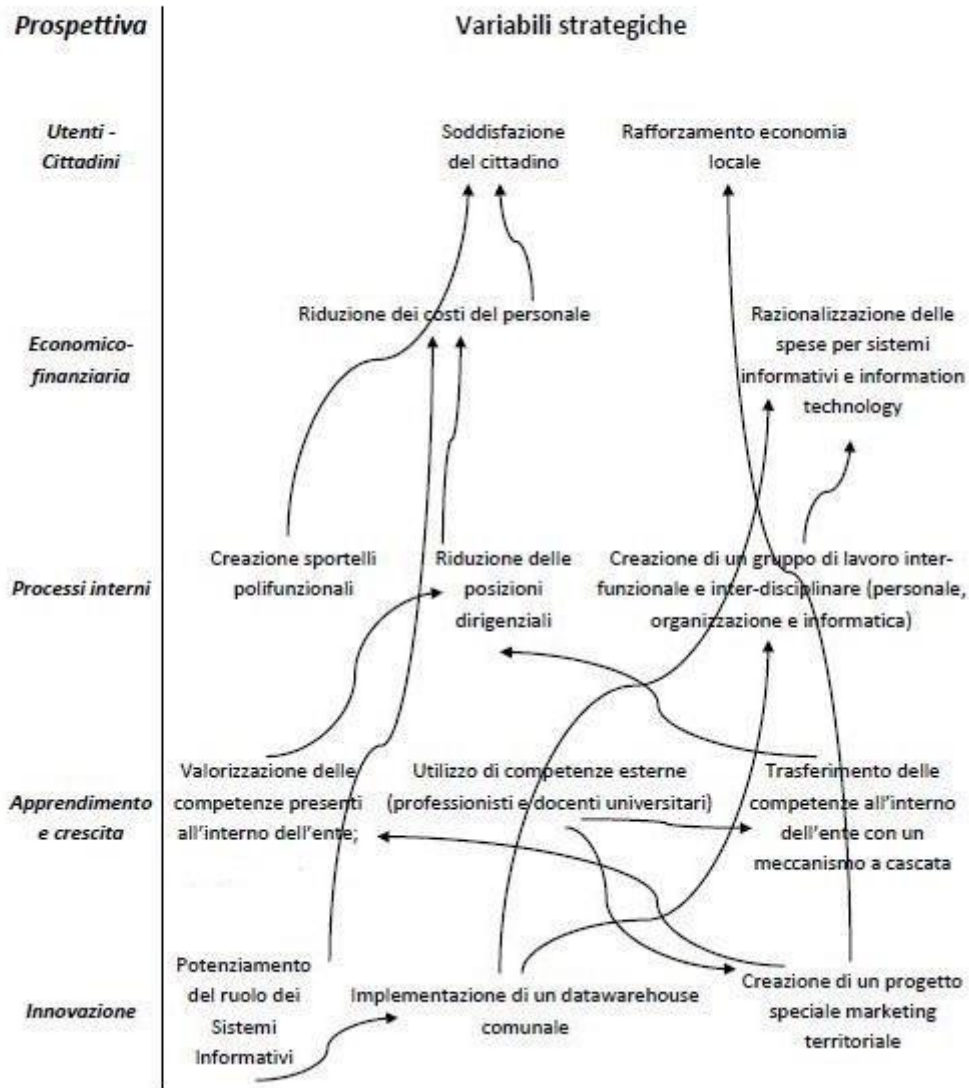 Prospettiva
Variabili strategiche
Utenti -
Cittadini
Soddisfazione
del cittadino
Rafforzamento economia
locale
Economico-
finanziaria
Riduzione dei costi del personale
Razionalizzazione delle
spese per sistemi
informativi e information
technology
Processi interni
Creazione sportelli
polifunzionali
Riduzione delle
posizioni
dirigenziali
Creazione di un gruppo di lavoro inter-
funzionale e inter-disciplinare (personale,
organizzazione e informatica)
Apprendimento
e crescita
Valorizzazione delle
competenze presenti
all'interno dell'ente;
Utilizzo di competenze esterne
(professionisti e docenti universitari)
Trasferimento delle
competenze all'interno
dell'ente con un
meccanismo a cascata
Innovazione
Potenziamento
del ruolo dei
Sistemi
Informativi
Implementazione di un datawarehouse
comunale
Creazione di un progetto
speciale marketing
territoriale